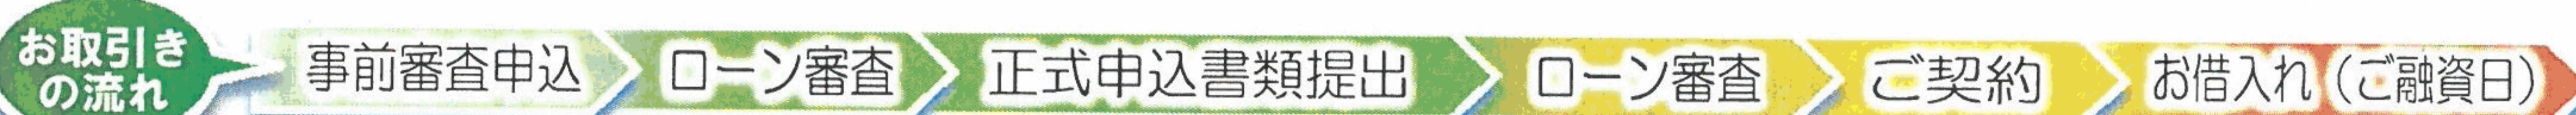 お取引き
の流れ
事前審査申込
ローン審査
正式申込書類提出
ローン審査
ご契約
お借入れ（ご融資日）